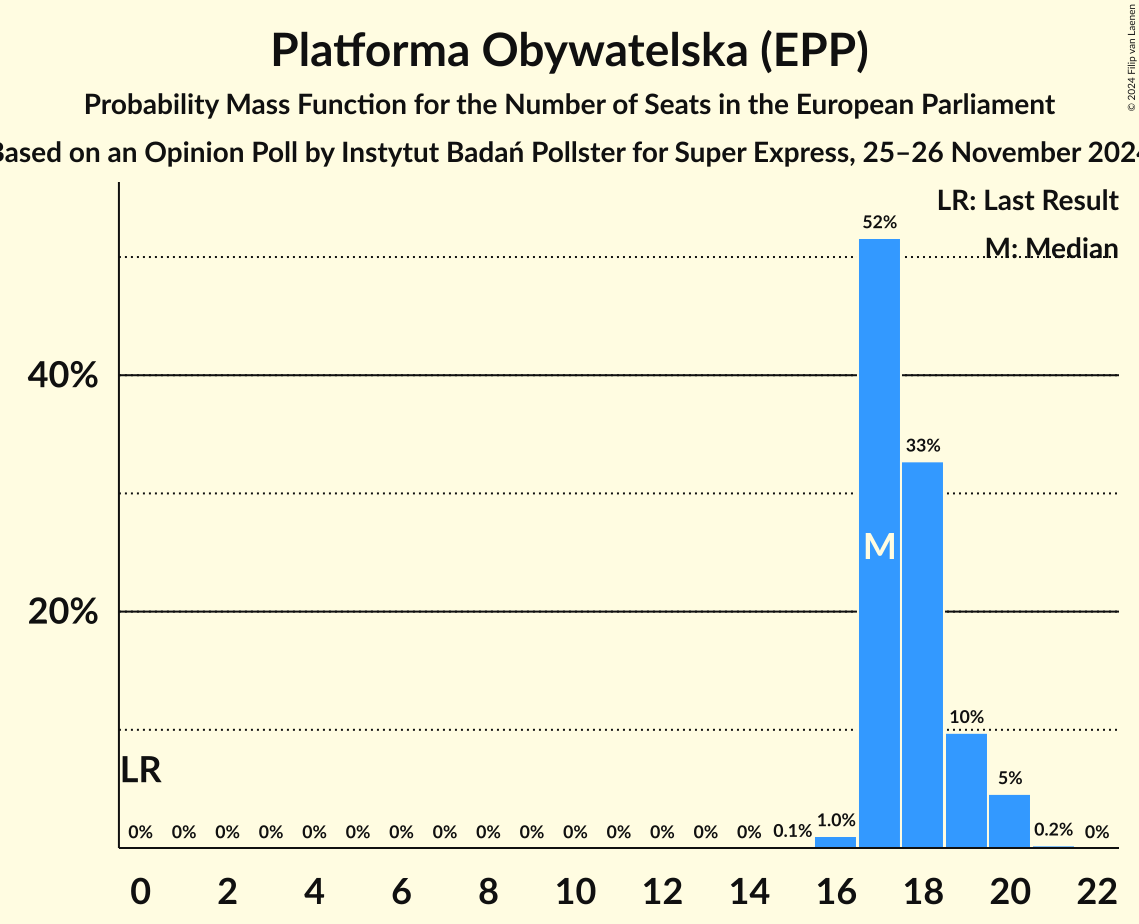 Platforma Obywatelska (EPP)
Probability Mass Function for the Number of Seats in the European Parliament
Based on an Opinion Poll by Instytut Badań Pollster for Super Express, 25–26 November 2024
© 2024 Filip van Laenen
LR: Last Result
M: Median
52%
40%
33%
M
20%
10%
LR
5%
0% 0% 0% 0% 0% 0% 0% 0% 0% 0% 0% 0% 0% 0% 0% 0.1% 1.0% 0.2% 0%
0 2 4 6 8 10 12 14 16 18 20 22